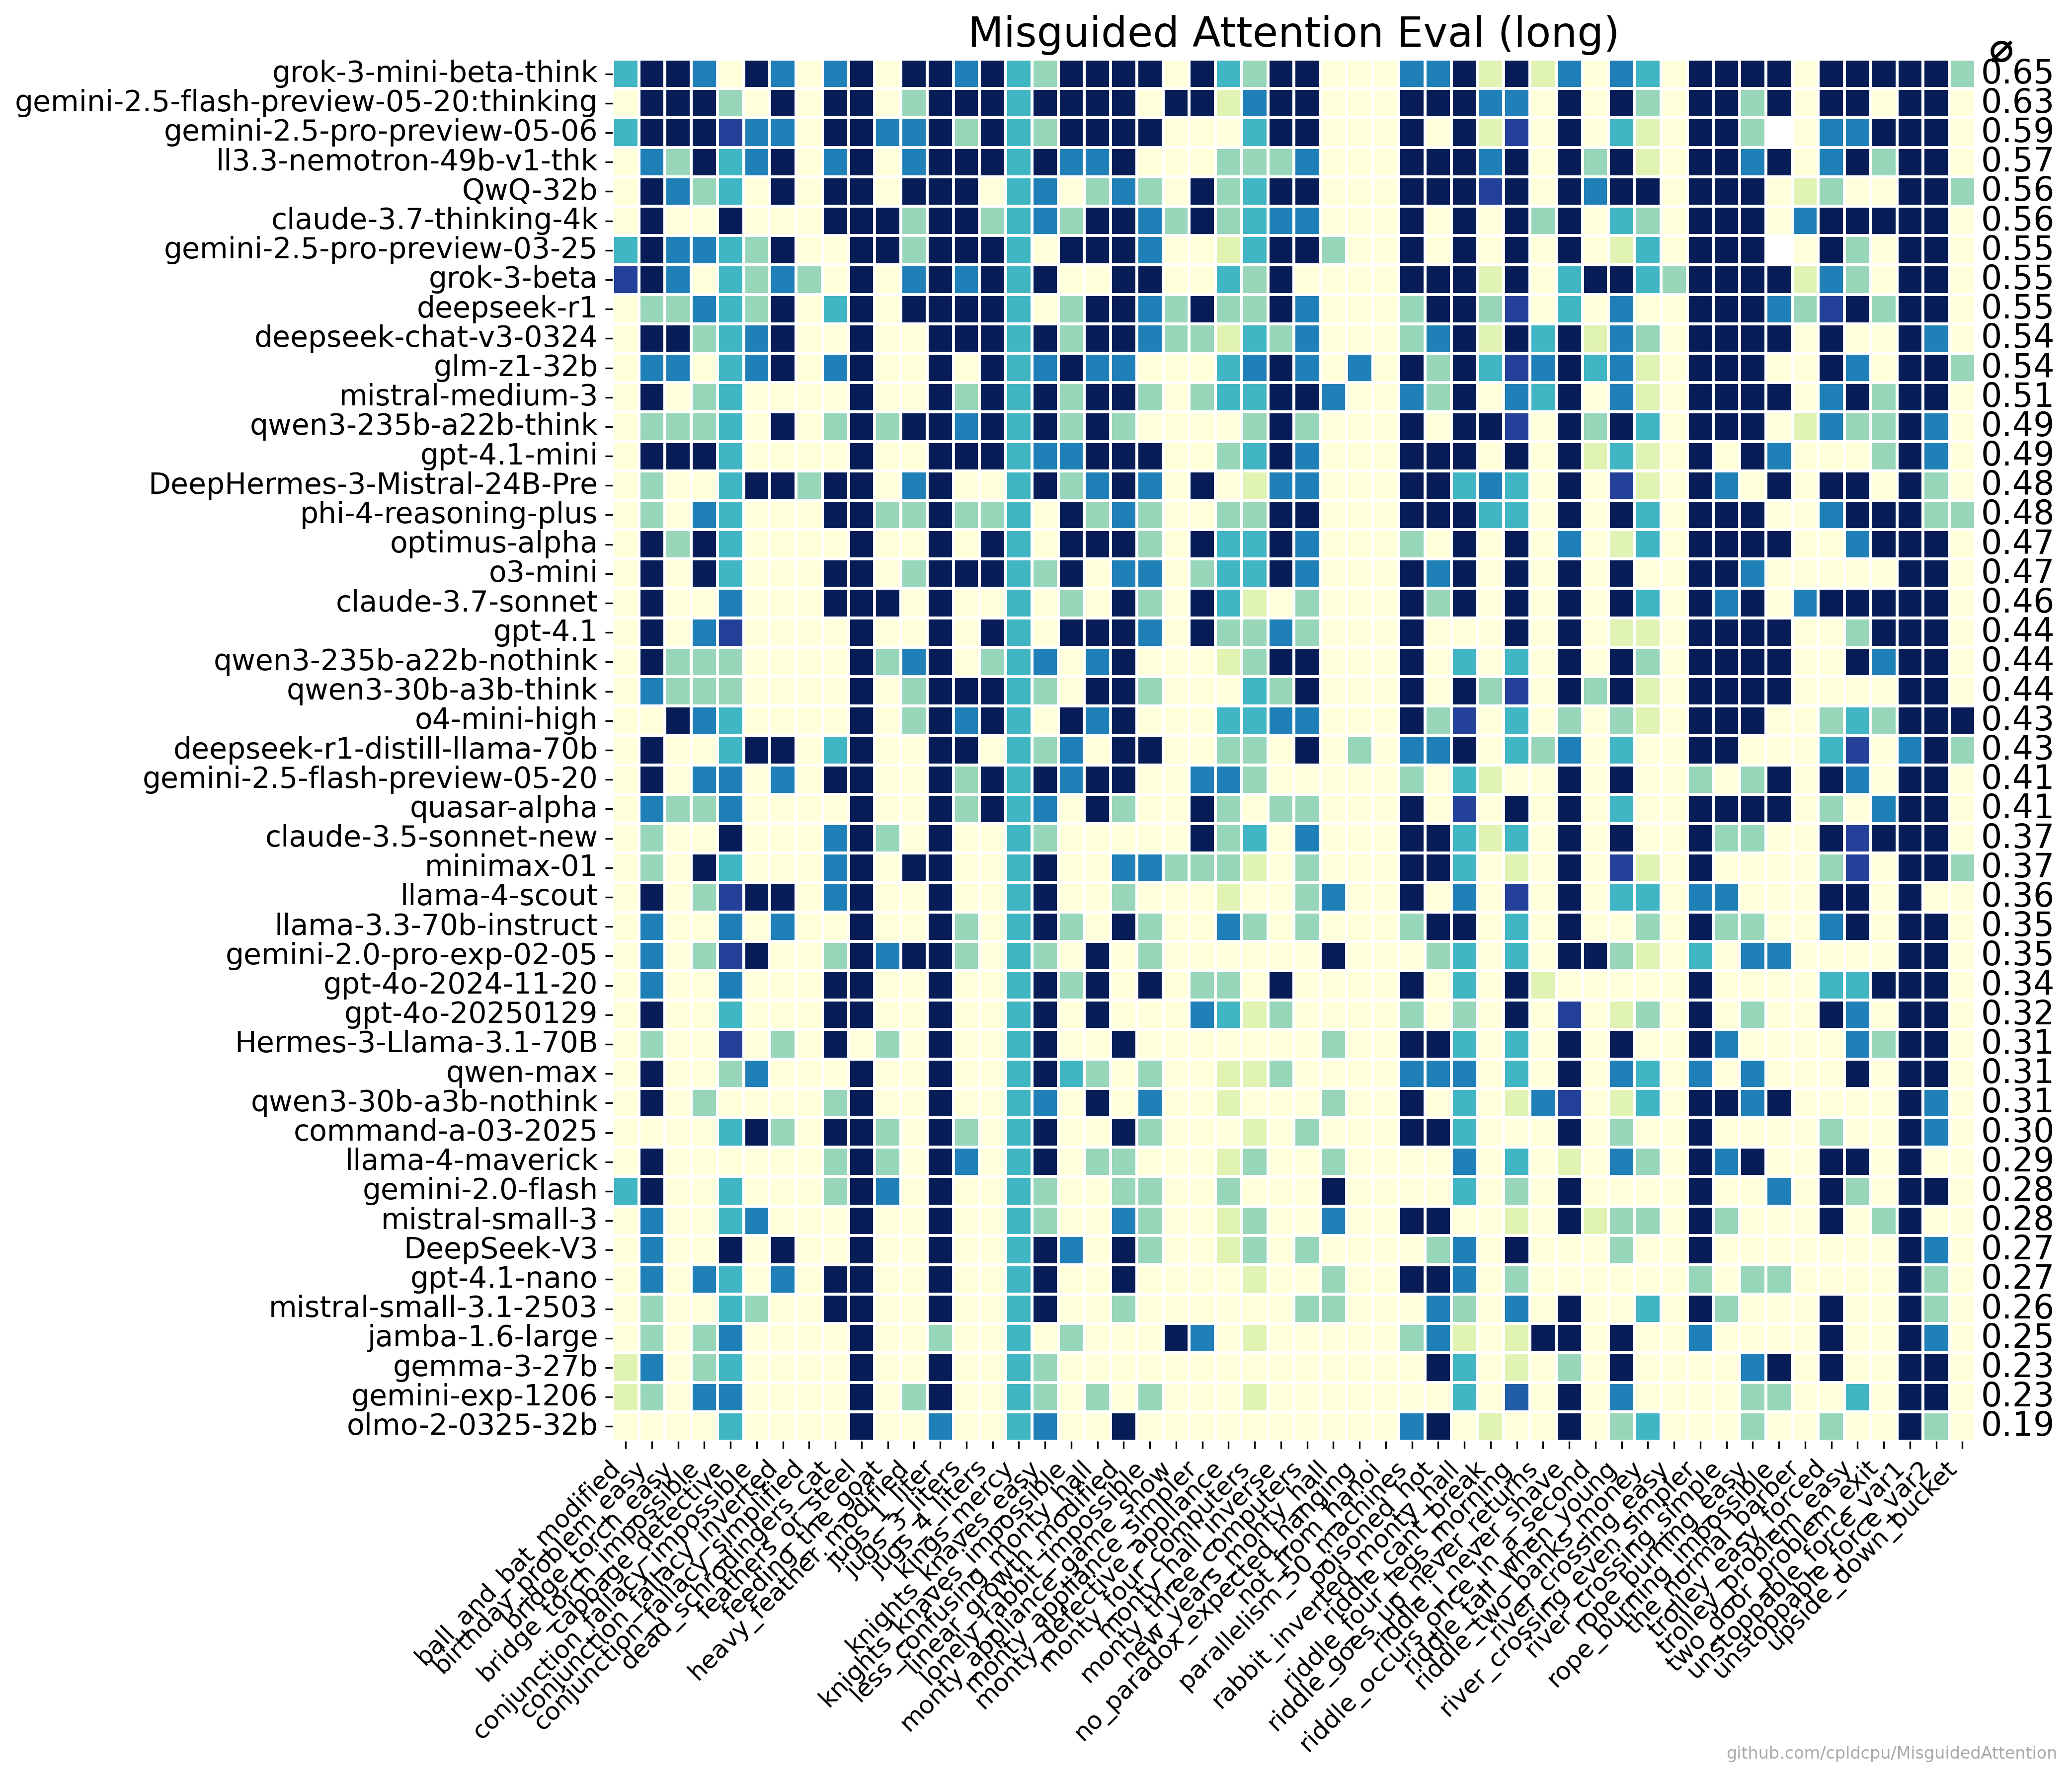 Misguided Attention Eval (long)
ø
grok-3-mini-beta-think 0.65
gemini-2.5-flash-preview-05-20:thinking 0.63
gemini-2.5-pro-preview-05-06 0.59
ll3.3-nemotron-49b-v1-thk 0.57
QwQ-32b 0.56
claude-3.7-thinking-4k 0.56
gemini-2.5-pro-preview-03-25 0.55
grok-3-beta 0.55
deepseek-r1 0.55
deepseek-chat-v3-0324 0.54
glm-z1-32b 0.54
mistral-medium-3 0.51
qwen3-235b-a22b-think 0.49
gpt-4.1-mini 0.49
DeepHermes-3-Mistral-24B-Pre 0.48
phi-4-reasoning-plus 0.48
optimus-alpha 0.47
o3-mini 0.47
claude-3.7-sonnet 0.46
gpt-4.1 0.44
qwen3-235b-a22b-nothink 0.44
qwen3-30b-a3b-think 0.44
o4-mini-high 0.43
deepseek-r1-distill-llama-70b 0.43
gemini-2.5-flash-preview-05-20 0.41
quasar-alpha 0.41
claude-3.5-sonnet-new 0.37
minimax-01 0.37
llama-4-scout 0.36
llama-3.3-70b-instruct 0.35
gemini-2.0-pro-exp-02-05 0.35
gpt-4o-2024-11-20 0.34
gpt-4o-20250129 0.32
Hermes-3-Llama-3.1-70B 0.31
qwen-max 0.31
qwen3-30b-a3b-nothink 0.31
command-a-03-2025 0.30
llama-4-maverick 0.29
gemini-2.0-flash 0.28
mistral-small-3 0.28
DeepSeek-V3 0.27
gpt-4.1-nano 0.27
mistral-small-3.1-2503 0.26
jamba-1.6-large 0.25
gemma-3-27b 0.23
gemini-exp-1206 0.23
olmo-2-0325-32b 0.19
ball_and_bat_modified
birthday_problem_easy
bridge_torch_easy
bridge_torch_impossible
cabbage_detective
conjunction_fallacy_impossible
conjunction_fallacy_inverted
conjunction-fallacy_simplified
dead_schrodingers_cat
feathers_or_steel
feeding_the_goat
heavy_feather_modified
jugs_1_liter
jugs_3_liters
jugs_4_liters
kings_mercy
knights_knaves_easy
knights_knaves_impossible
less_confusing_monty_hall
linear_growth_modified
lonely_rabbit_impossible
monty_appliance_game_show
monty_appliance_simpler
monty_defective_appliance
monty_four_computers
monty_hall_inverse
monty_three_computers
new_years_monty_hall
no_paradox_expected_hanging
not_from_hanoi
parallelism_50_machines
poisoned_hot
rabbit_inverted_monty_hall
riddle_cant_break
riddle_four_legs_morning
riddle_goes_up_never_returns
riddle_i_never_shave
riddle_occurs_once_in_a_second
riddle_tall_when_young
riddle_two_banks_money
river_crossing_easy
river_crossing_even_simpler
river_crossing_simple
rope_burning_easy
rope_burning_impossible
the_normal_barber
trolley_easy_forced
trolley_problem_easy
two_door_problem_exit
unstoppable_force_var1
unstoppable_force_var2
upside_down_bucket
github.com/cpldcpu/MisguidedAttention